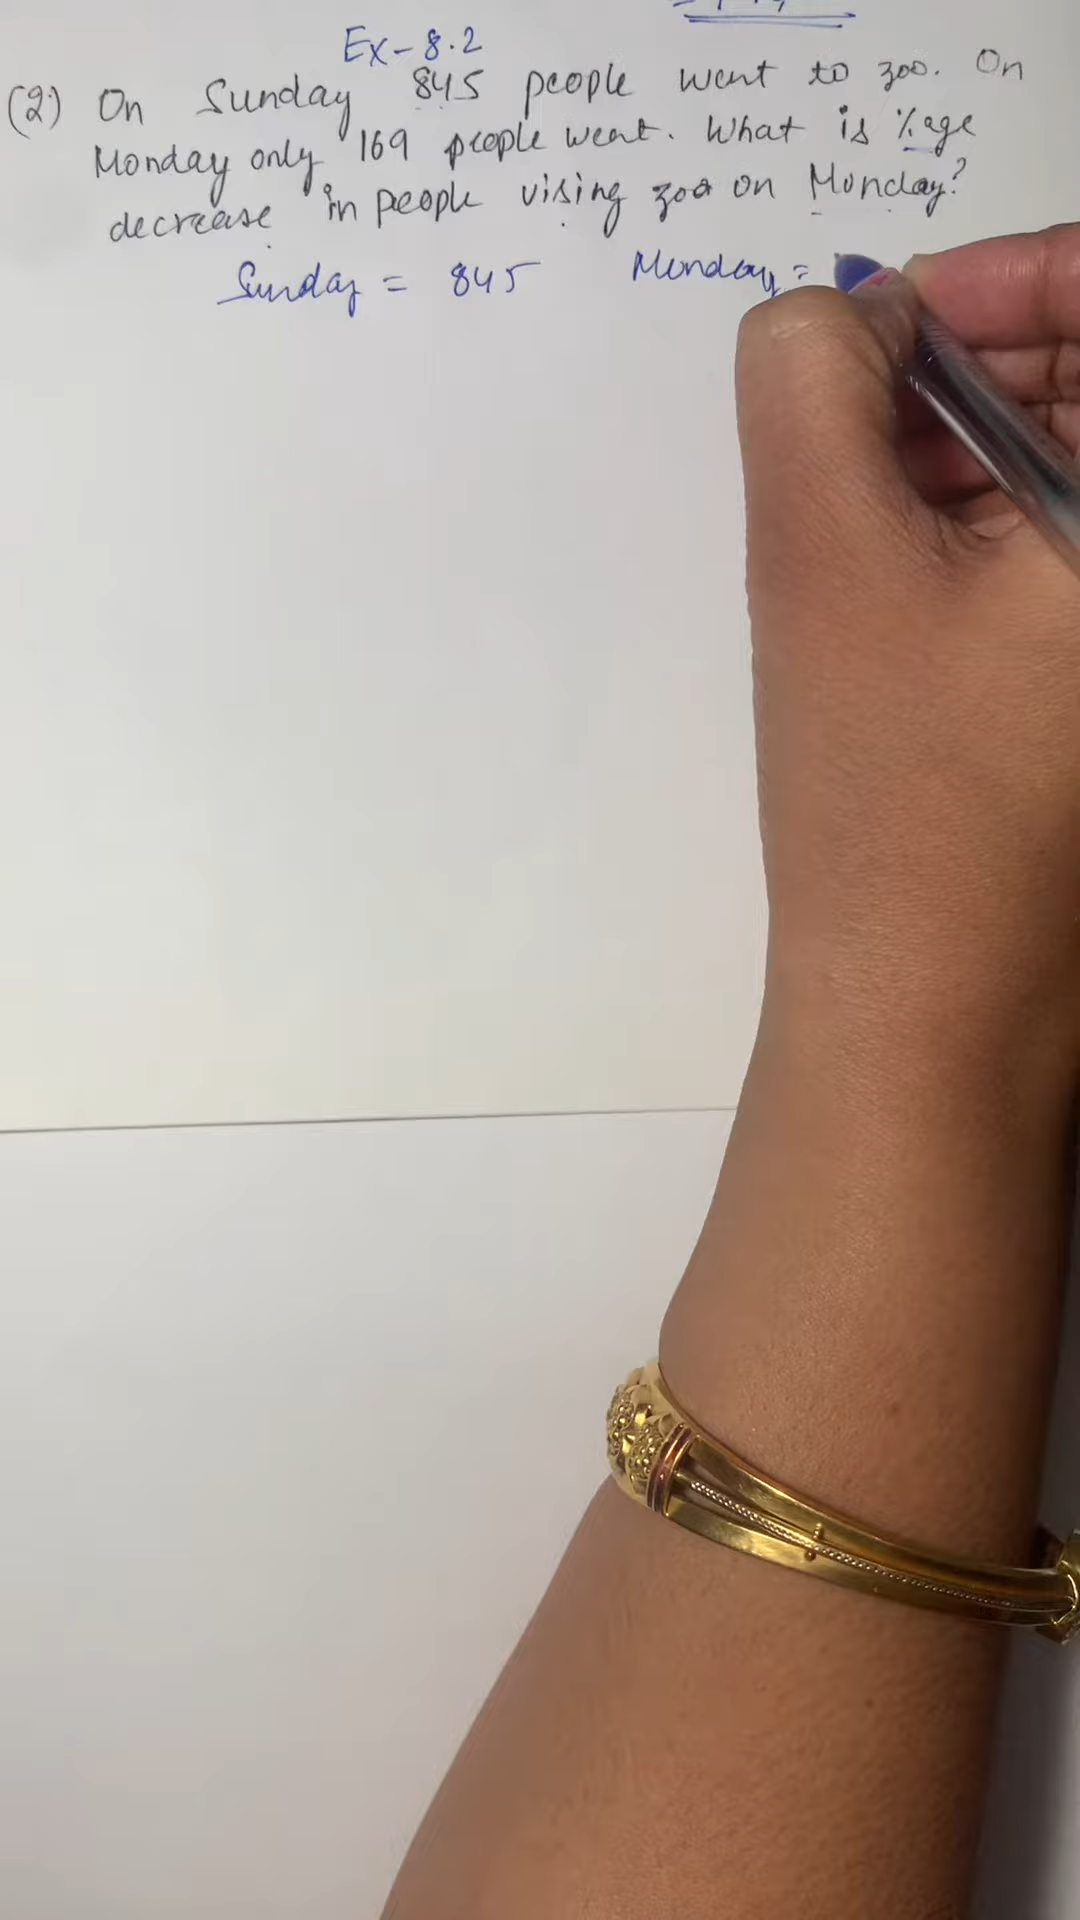 Ex - 8.2
(2) On Sunday 845 people went to zoo. On
Monday only 169 people went. What is %age
decrease in people vising zoo on Monday?
Sunday = 845 Monday =